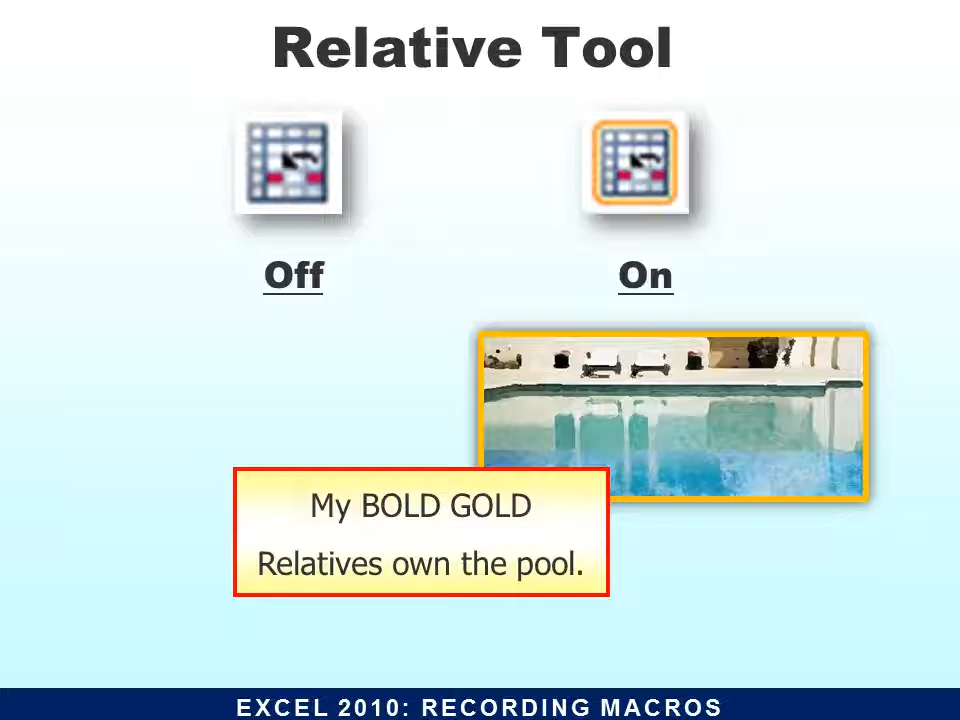 Relative Tool
Off
On
My BOLD GOLD
Relatives own the pool.
EXCEL 2010: RECORDING MACROS